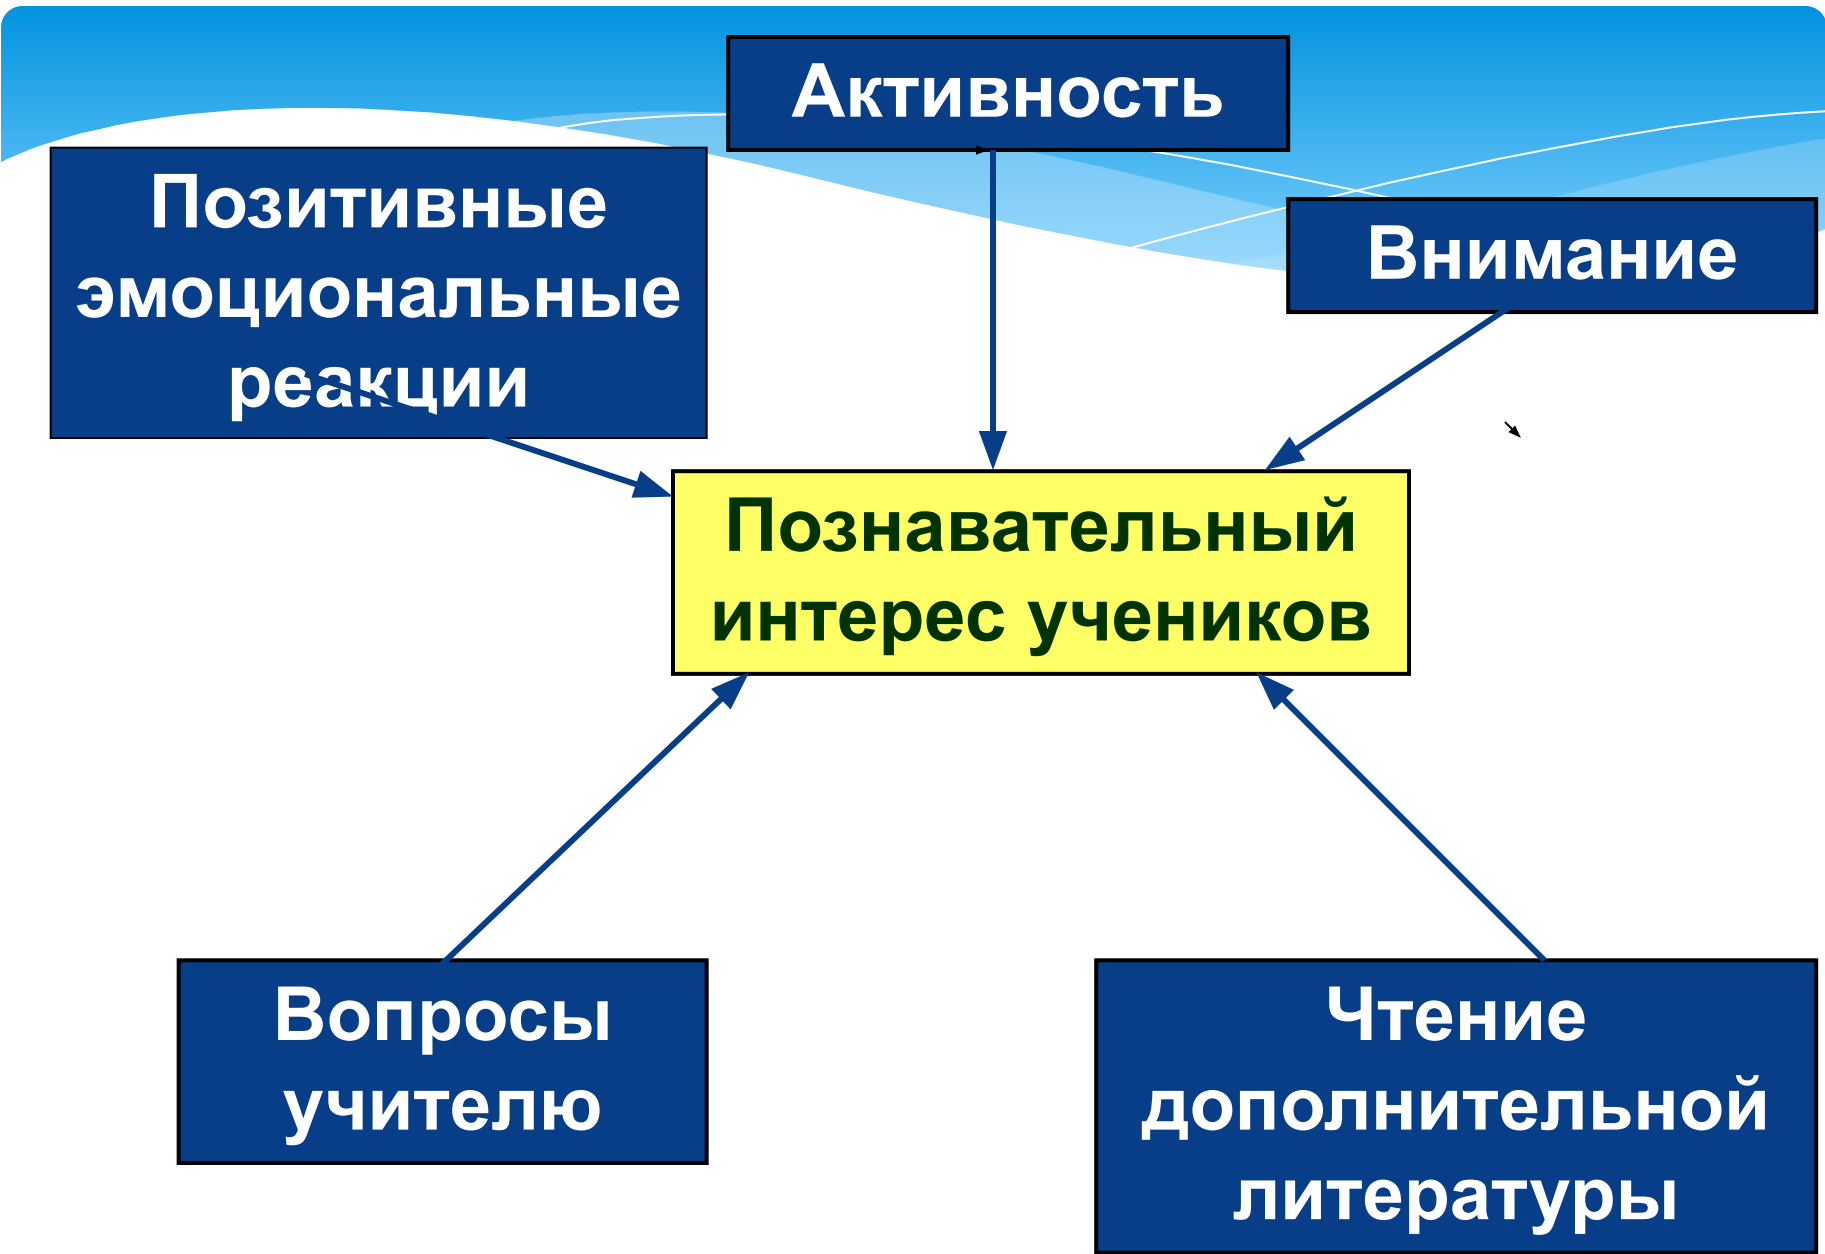 Активность
Позитивные
эмоциональные
реакции
Внимание
Познавательный
интерес учеников
Вопросы
учителю
Чтение
дополнительной
литературы